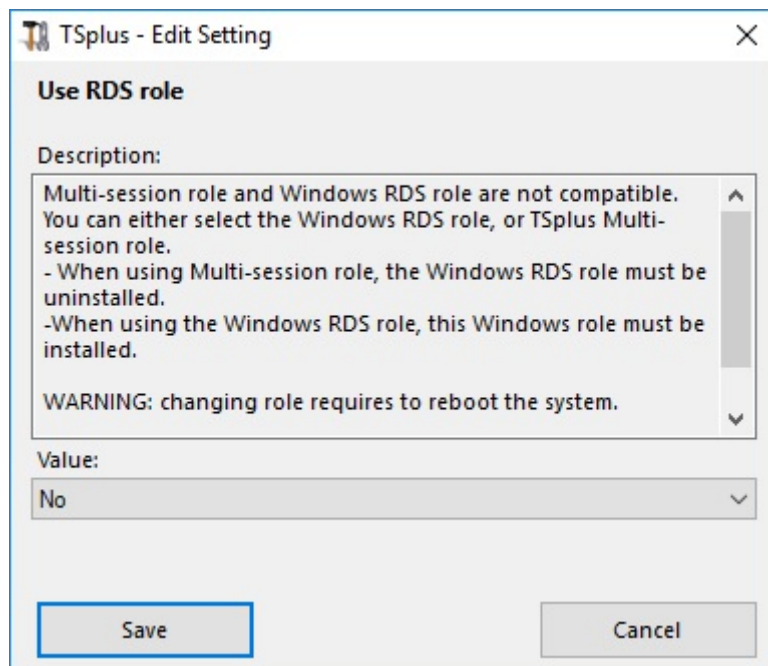 TSplus - Edit Setting
Use RDS role
Description:
Multi-session role and Windows RDS role are not compatible.
You can either select the Windows RDS role, or TSplus Multi-
session role.
- When using Multi-session role, the Windows RDS role must be
uninstalled.
-When using the Windows RDS role, this Windows role must be
installed.
WARNING: changing role requires to reboot the system.
Value:
No
Save
Cancel